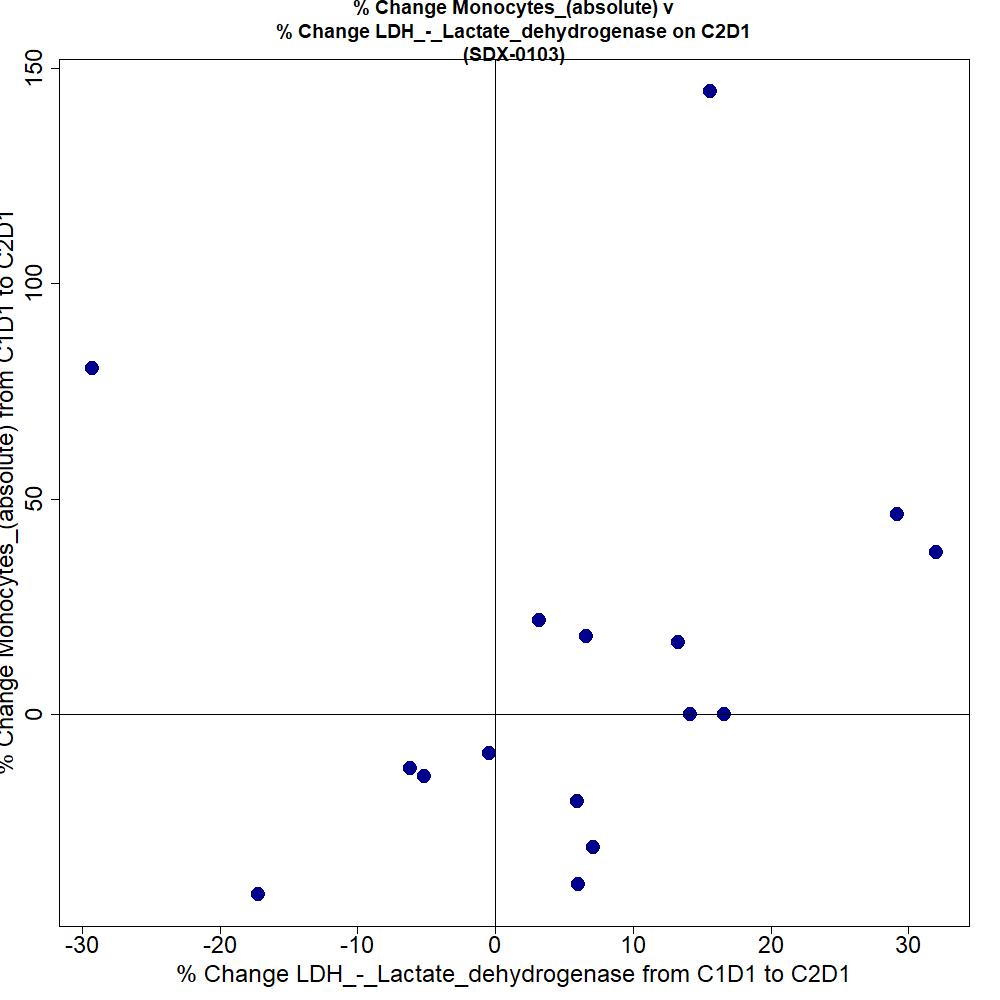 % Change Monocytes_(absolute) v
% Change LDH_-_Lactate_dehydrogenase on C2D1
(SDX-0103)
% Change Monocytes_(absolute) from C1D1 to C2D1
150
100
50
0
-30 -20 -10 0 10 20 30
% Change LDH_-_Lactate_dehydrogenase from C1D1 to C2D1